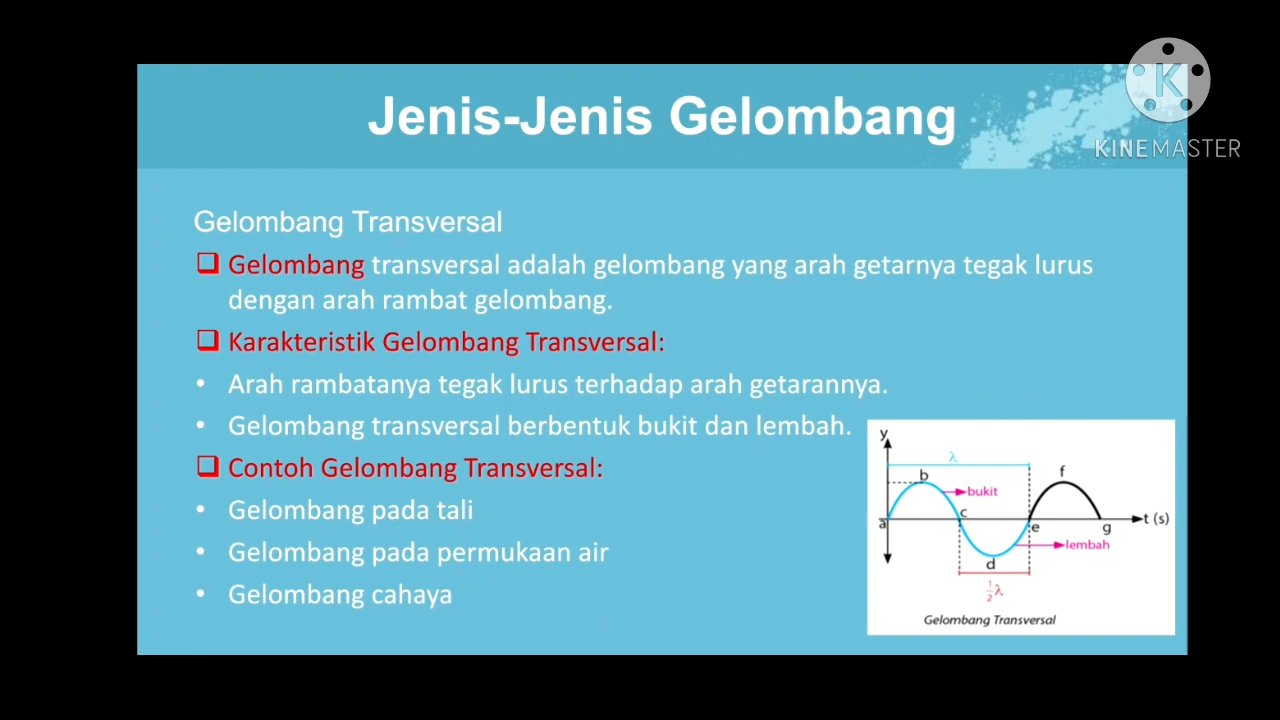 Jenis-Jenis Gelombang
K
KINEMASTER
Gelombang Transversal
Gelombang transversal adalah gelombang yang arah getarnya tegak lurus
dengan arah rambat gelombang.
Karakteristik Gelombang Transversal:
• Arah rambatanya tegak lurus terhadap arah getarannya.
• Gelombang transversal berbentuk bukit dan lembah.
Contoh Gelombang Transversal:
• Gelombang pada tali
• Gelombang pada permukaan air
• Gelombang cahaya
y
λ
b
f
bukit
a
c
e
g
t (s)
lembah
d
½λ
Gelombang Transversal